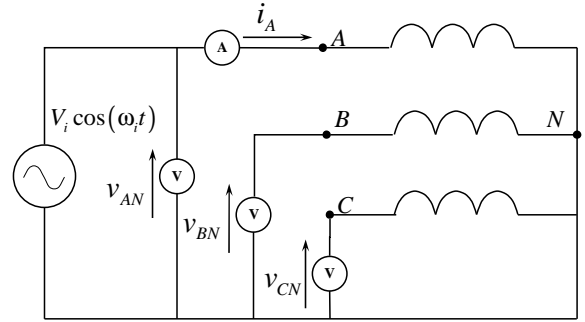 i_A
A
A
V_i cos(ω_i t)
B
N
V
v_AN
V
v_BN
C
V
v_CN